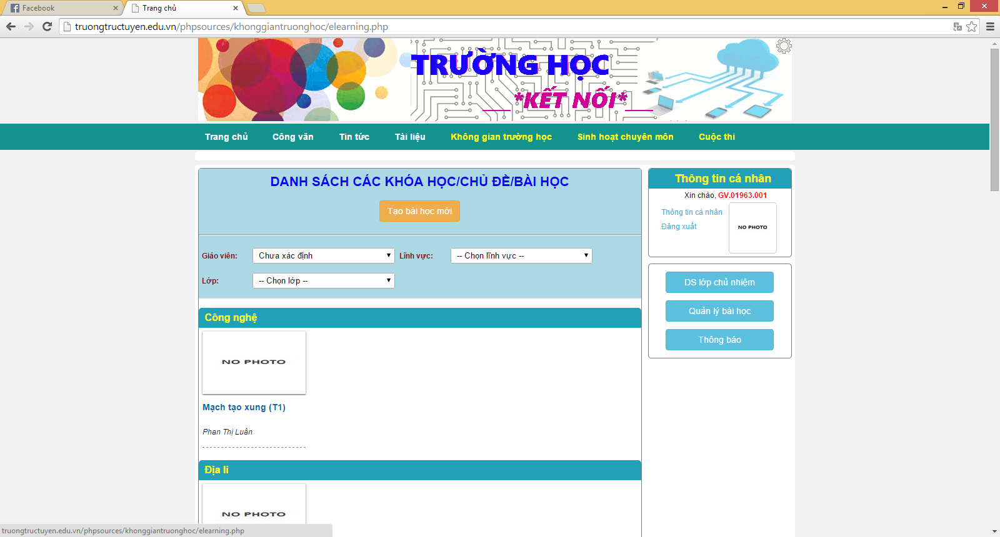 Facebook
Trang chủ
truongtructuyen.edu.vn/phpsources/khonggiantruonghoc/elearning.php
TRƯỜNG HỌC
*KẾT NỐI*
Trang chủ Công văn Tin tức Tài liệu Không gian trường học Sinh hoạt chuyên môn Cuộc thi
DANH SÁCH CÁC KHÓA HỌC/CHỦ ĐỀ/BÀI HỌC
Tạo bài học mới
Giáo viên: Chưa xác định Lĩnh vực: -- Chọn lĩnh vực --
Lớp: -- Chọn lớp --
Công nghệ
NO PHOTO
Mạch tạo xung (T1)
Phan Thị Luân
Địa lí
NO PHOTO
Thông tin cá nhân
Xin chào, GV.01963.001
Thông tin cá nhân
Đăng xuất
NO PHOTO
DS lớp chủ nhiệm
Quản lý bài học
Thông báo
truongtructuyen.edu.vn/phpsources/khonggiantruonghoc/elearning.php